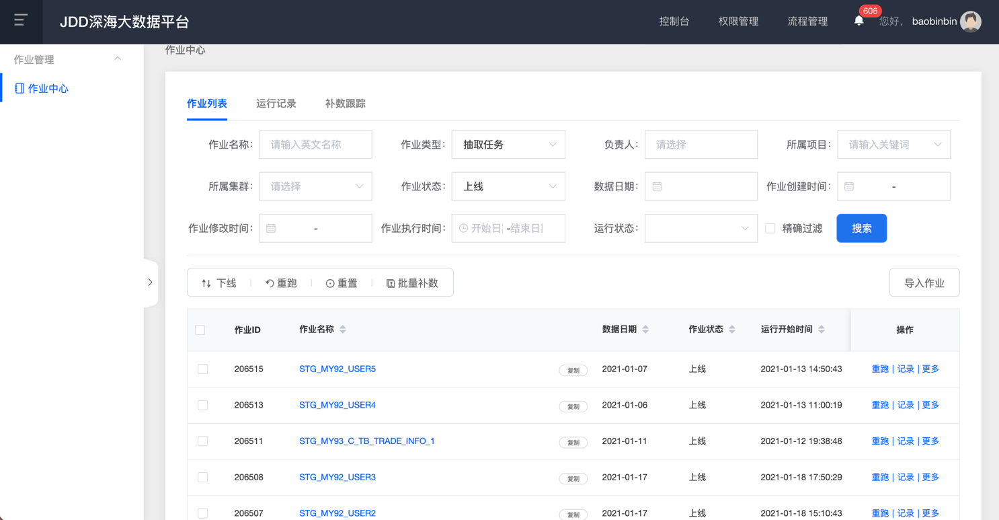 JDD深海大数据平台
控制台
权限管理
流程管理
606
您好,
baobinbin
作业管理
作业中心
作业中心
作业列表
运行记录
补数跟踪
作业名称: 请输入英文名称
作业类型: 抽取任务
负责人: 请选择
所属项目: 请输入关键词
所属集群: 请选择
作业状态: 上线
数据日期:
作业创建时间: -
作业修改时间: -
作业执行时间: 开始日 -结束日
运行状态:
精确过滤
搜索
下线
重跑
重置
批量补数
导入作业
作业ID 作业名称 数据日期 作业状态 运行开始时间 操作
206515 STG_MY92_USER5 复制 2021-01-07 上线 2021-01-13 14:50:43 重跑 | 记录 | 更多
206513 STG_MY92_USER4 复制 2021-01-06 上线 2021-01-13 11:00:19 重跑 | 记录 | 更多
206511 STG_MY93_C_TB_TRADE_INFO_1 复制 2021-01-11 上线 2021-01-12 19:38:48 重跑 | 记录 | 更多
206508 STG_MY92_USER3 复制 2021-01-17 上线 2021-01-18 17:50:29 重跑 | 记录 | 更多
206507 STG_MY92_USER2 复制 2021-01-17 上线 2021-01-18 15:10:43 重跑 | 记录 | 更多